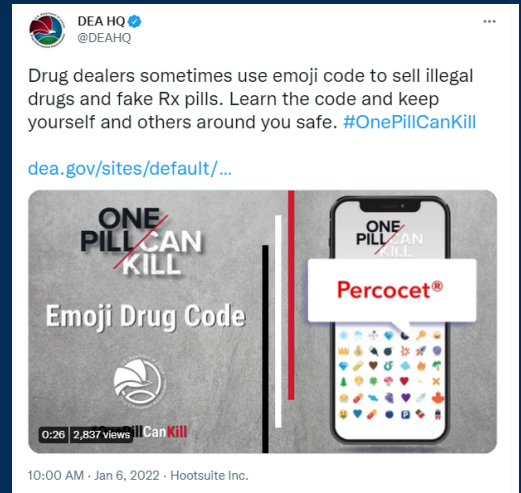 DEA HQ
@DEAHQ
Drug dealers sometimes use emoji code to sell illegal
drugs and fake Rx pills. Learn the code and keep
yourself and others around you safe. #OnePillCanKill
dea.gov/sites/default/...
ONE
PILL CAN
KILL
Emoji Drug Code
ONE
PILL CAN
KILL
Percocet®
0:26 2,837 views
illCanKill
10:00 AM · Jan 6, 2022 · Hootsuite Inc.